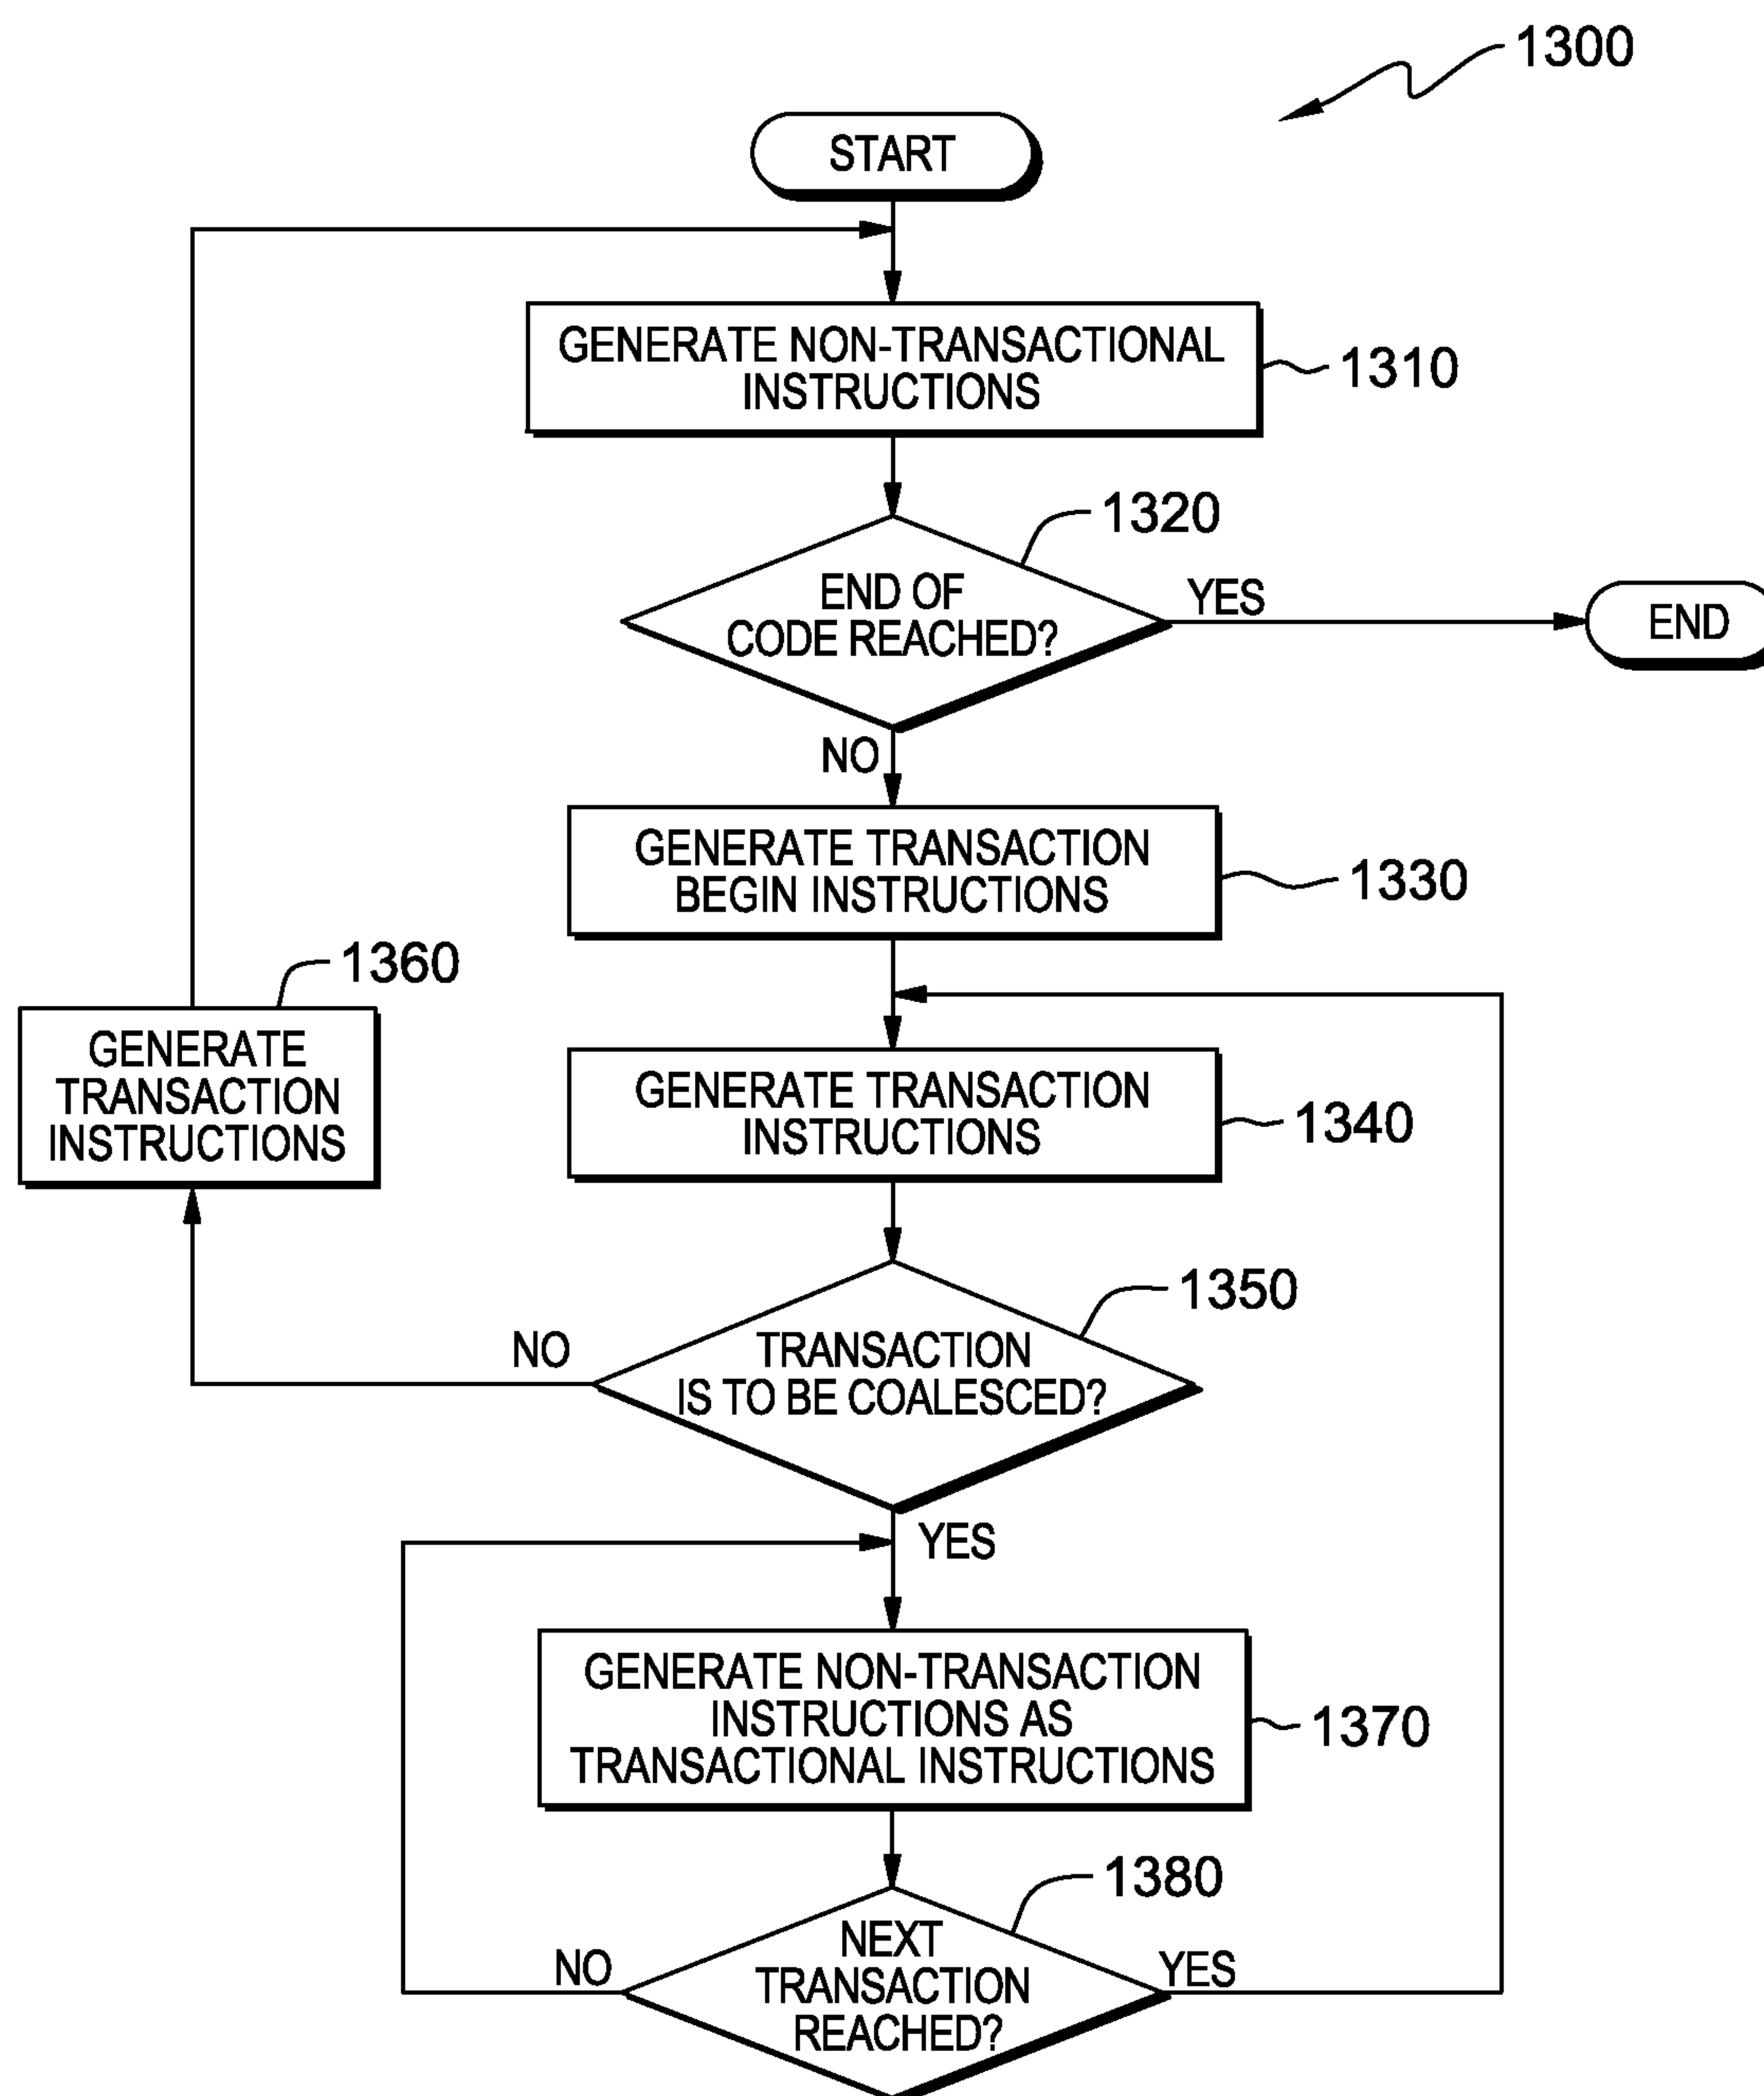 1300
START
GENERATE NON-TRANSACTIONAL
INSTRUCTIONS
1310
1320
END OF
CODE REACHED?
YES
END
NO
GENERATE TRANSACTION
BEGIN INSTRUCTIONS
1330
1360
GENERATE
TRANSACTION
INSTRUCTIONS
GENERATE TRANSACTION
INSTRUCTIONS
1340
1350
NO
TRANSACTION
IS TO BE COALESCED?
YES
GENERATE NON-TRANSACTION
INSTRUCTIONS AS
TRANSACTIONAL INSTRUCTIONS
1370
1380
NO
NEXT
TRANSACTION
REACHED?
YES